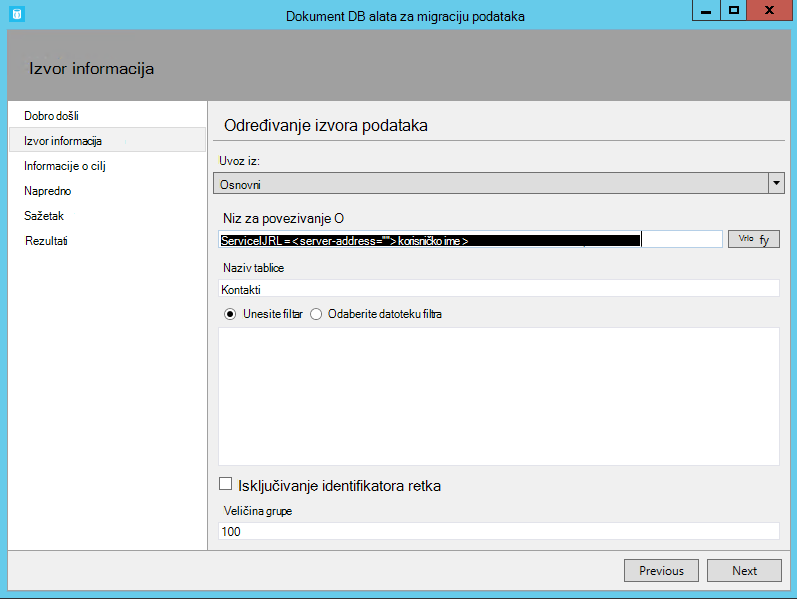 Dokument DB alata za migraciju podataka
Izvor informacija
Dobro došli
Izvor informacija
Informacije o cilj
Napredno
Sažetak
Rezultati
Određivanje izvora podataka
Uvoz iz:
Osnovni
Niz za povezivanje O
ServiceIJRL=<server-address="">korisničko ime>
Vrlo fy
Naziv tablice
Kontakti
Unesite filtar Odaberite datoteku filtra
Isključivanje identifikatora retka
Veličina grupe
100
Previous Next